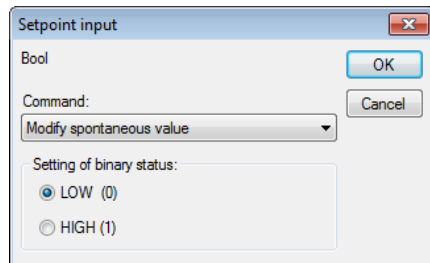 Setpoint input
Bool
OK
Command:
Cancel
Modify spontaneous value
Setting of binary status:
LOW (0)
HIGH (1)